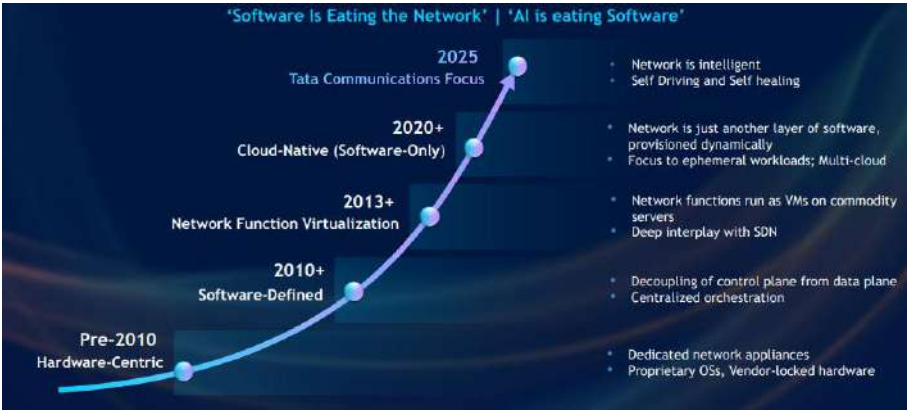 ‘Software Is Eating the Network’ | ‘AI is eating Software’
2025
Tata Communications Focus
• Network is intelligent
• Self Driving and Self healing
2020+
Cloud-Native (Software-Only)
• Network is just another layer of software,
provisioned dynamically
• Focus to ephemeral workloads; Multi-cloud
2013+
Network Function Virtualization
• Network functions run as VMs on commodity
servers
• Deep interplay with SDN
2010+
Software-Defined
• Decoupling of control plane from data plane
• Centralized orchestration
Pre-2010
Hardware-Centric
• Dedicated network appliances
• Proprietary OSs, Vendor-locked hardware